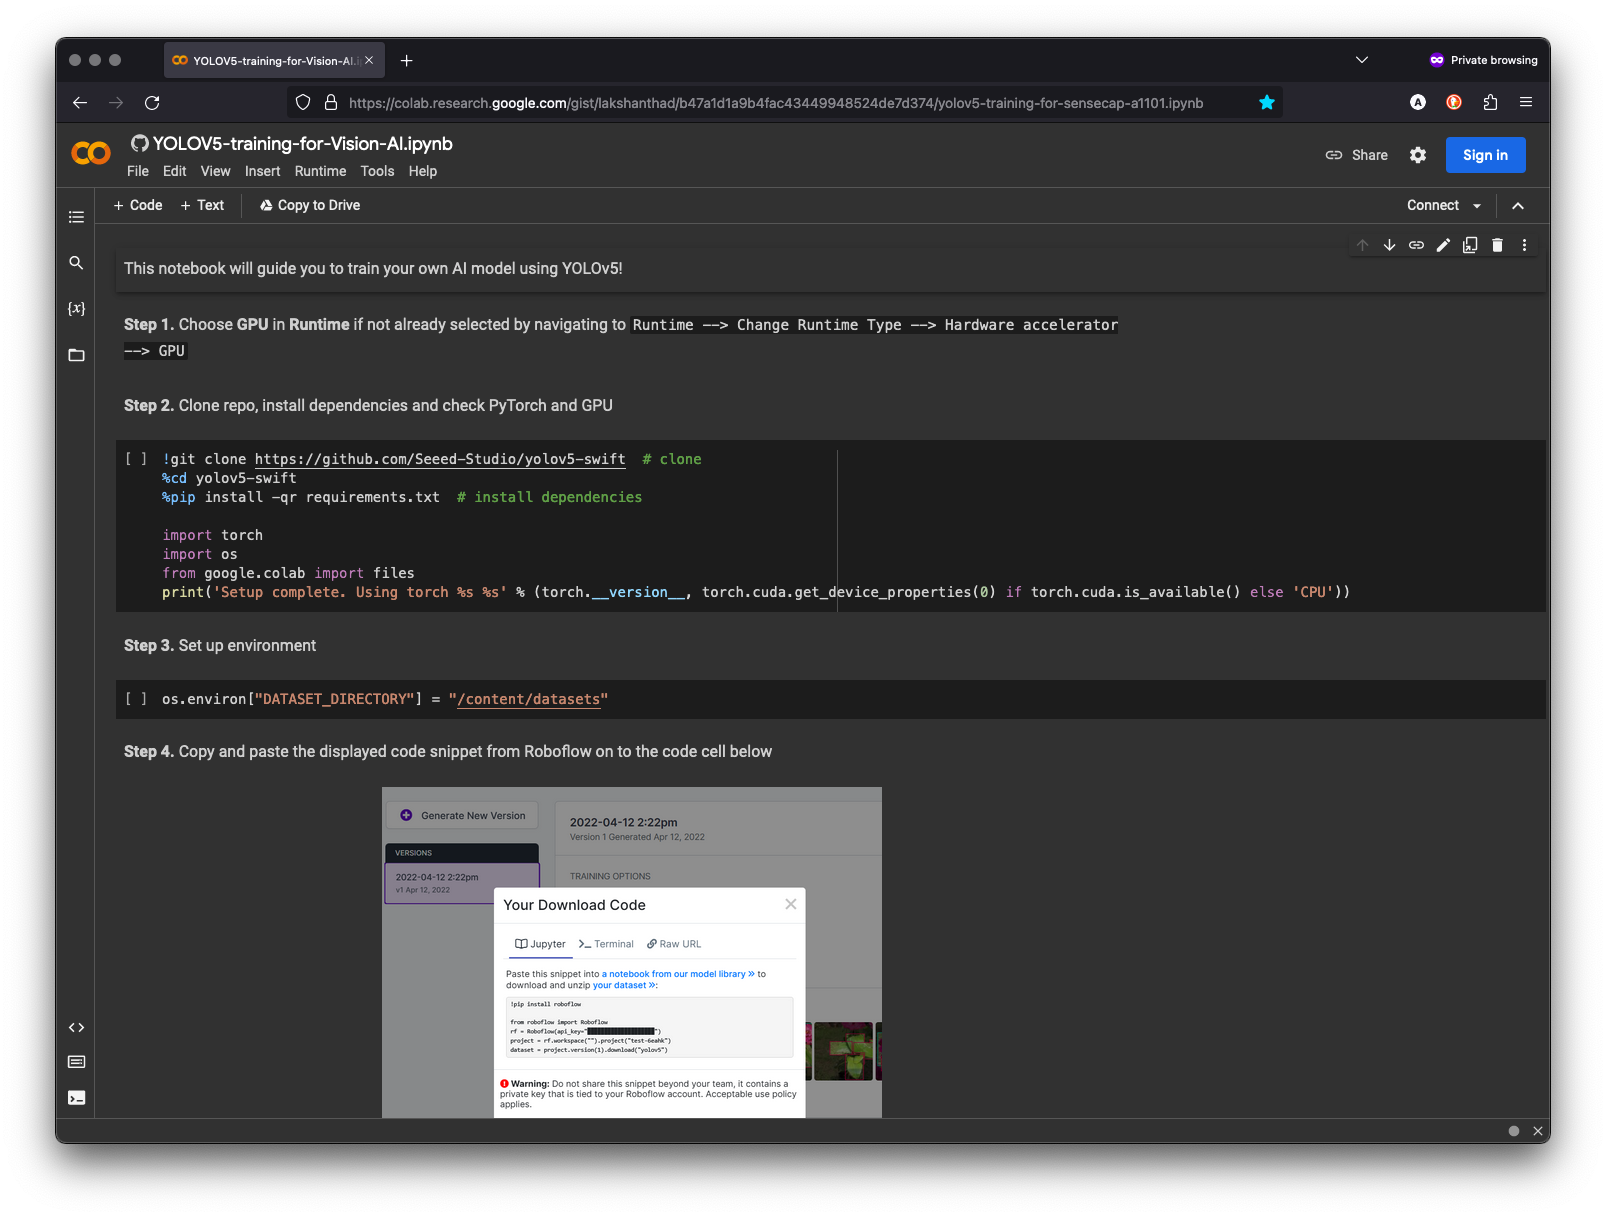 YOLOV5-training-for-Vision-AI.i
Private browsing
https://colab.research.google.com/gist/lakshanthad/b47a1d1a9b4fac43449948524de7d374/yolov5-training-for-sensecap-a1101.ipynb
YOLOV5-training-for-Vision-AI.ipynb
File Edit View Insert Runtime Tools Help
Share
Sign in
+ Code + Text Copy to Drive
Connect
This notebook will guide you to train your own AI model using YOLOv5!
Step 1. Choose GPU in Runtime if not already selected by navigating to Runtime --> Change Runtime Type --> Hardware accelerator
--> GPU
Step 2. Clone repo, install dependencies and check PyTorch and GPU
[ ] !git clone https://github.com/Seeed-Studio/yolov5-swift # clone
%cd yolov5-swift
%pip install -qr requirements.txt # install dependencies
import torch
import os
from google.colab import files
print('Setup complete. Using torch %s %s' % (torch.__version__, torch.cuda.get_device_properties(0) if torch.cuda.is_available() else 'CPU'))
Step 3. Set up environment
[ ] os.environ["DATASET_DIRECTORY"] = "/content/datasets"
Step 4. Copy and paste the displayed code snippet from Roboflow on to the code cell below
Generate New Version
2022-04-12 2:22pm
Version 1 Generated Apr 12, 2022
VERSIONS
2022-04-12 2:22pm
v1 Apr 12, 2022
TRAINING OPTIONS
Your Download Code
Jupyter Terminal Raw URL
Paste this snippet into a notebook from our model library » to
download and unzip your dataset »:
!pip install roboflow
from roboflow import Roboflow
rf = Roboflow(api_key="")
project = rf.workspace("").project("test-6eahk")
dataset = project.version(1).download("yolov5")
Warning: Do not share this snippet beyond your team, it contains a
private key that is tied to your Roboflow account. Acceptable use policy
applies.